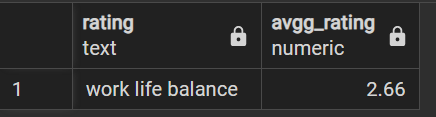 rating avgg_rating
text numeric
1 work life balance 2.66